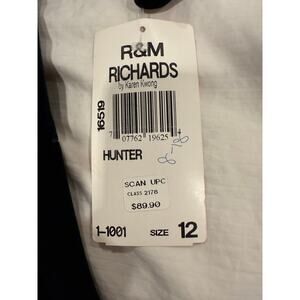 R&M
RICHARDS
by Karen Kwong
16519
7 07762 19625 4
HUNTER
SCAN UPC
CLASS 2178
$89.90
1-1001 SIZE 12